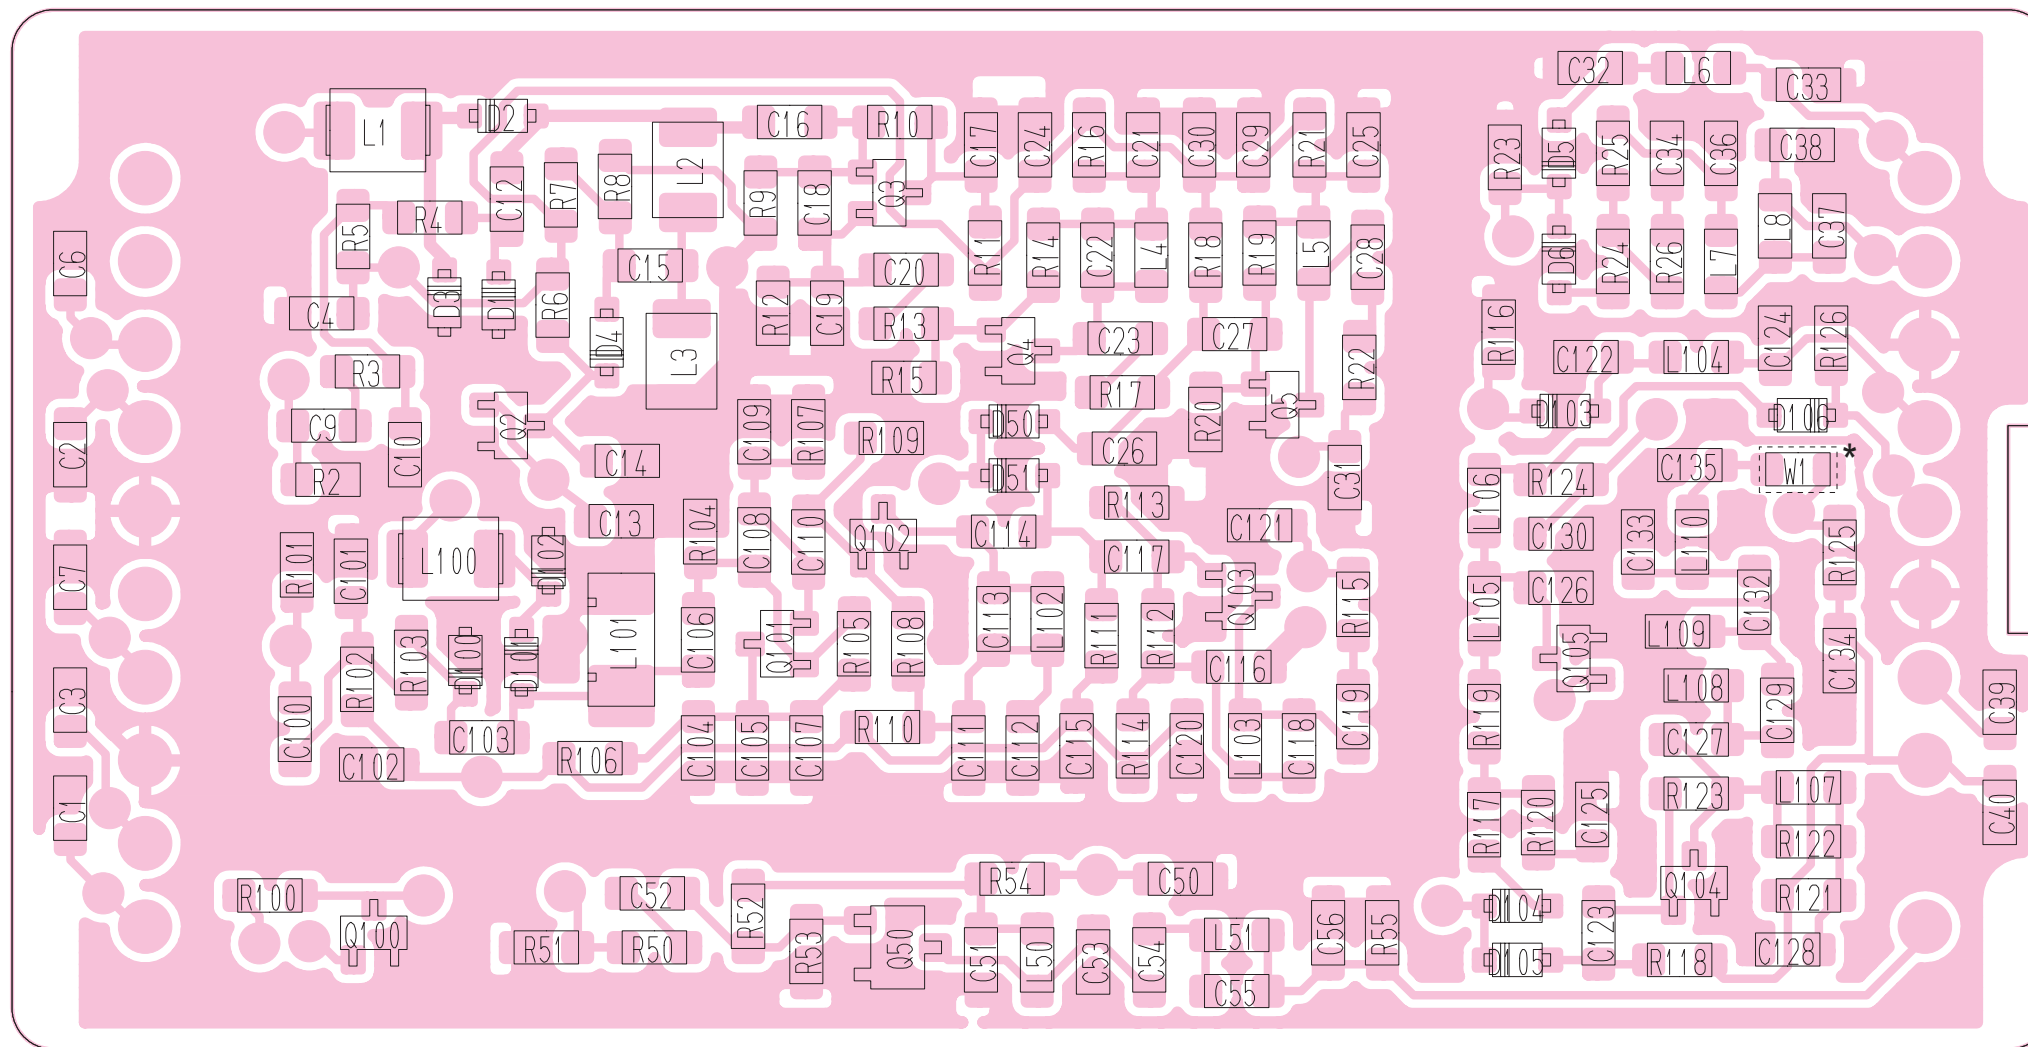 C32 L6 C33
L1 D2 C16 R10 C17 C24 R16 C21 C30 C29 R21 C25 R23 D5 R25 C34 C36 C38
L2 R8 R7 C12 R4 R5 R9 C18 Q3
C6 C15 C20 R11 R14 C22 L4 R18 R19 L5 C28 D6 R24 R26 L7 L8 C37
C4 D3 D1 R6 D4 L3 R12 C19 R13 Q4 C23 C27 R22 R116 C122 L104 C124 R126
R3 R15 R17 R20 Q5
C2 C9 C10 Q2 C109 R107 R109 D50 C26 D103 D106
R2 C14 D51 C31 L106 R124 C135 W1 *
C13 R104 C108 C110 Q102 C114 R113 C121 C130 C133 L110 R125
C7 R101 C101 L100 D102 C117 Q103 R115 L105 C126 C132
R102 R103 D100 D101 L101 C106 Q101 R105 R108 C113 L102 R111 R112 C116 Q105 L109 C134
C3 C100 C103 L108 C129 C39
C102 R106 C104 C105 C107 R110 C111 C112 C115 R114 C120 L103 C118 C119 R119 C127
C1 R117 R120 C125 R123 L107 C40
R122
R100 C52 R54 C50 Q104 R121
Q100 R51 R50 R52 R53 Q50 C51 L50 C53 C54 L51 C56 R55 D104 C123
C55 D105 R118 C128